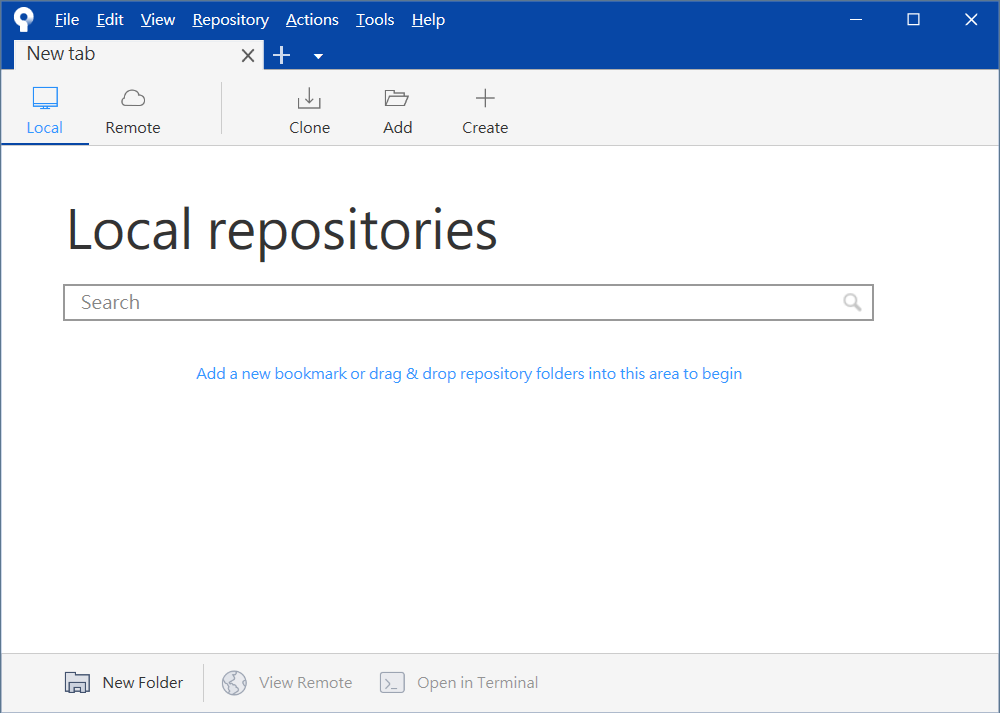 File Edit View Repository Actions Tools Help
New tab
Local Remote Clone Add Create
Local repositories
Search
Add a new bookmark or drag & drop repository folders into this area to begin
New Folder View Remote Open in Terminal